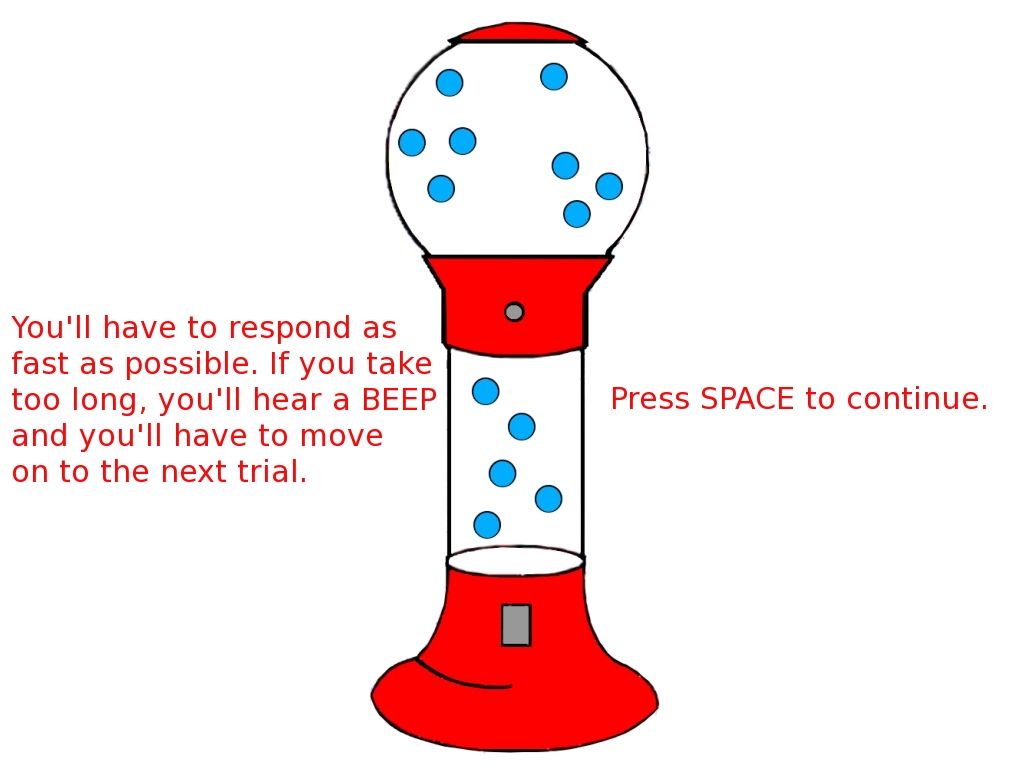 You'll have to respond as
fast as possible. If you take
too long, you'll hear a BEEP
and you'll have to move
on to the next trial.
Press SPACE to continue.